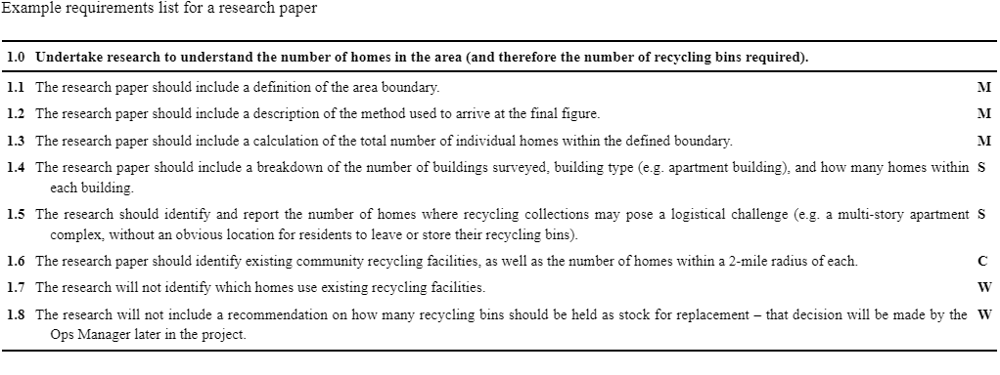 Example requirements list for a research paper
1.0 Undertake research to understand the number of homes in the area (and therefore the number of recycling bins required).
1.1 The research paper should include a definition of the area boundary. M
1.2 The research paper should include a description of the method used to arrive at the final figure. M
1.3 The research paper should include a calculation of the total number of individual homes within the defined boundary. M
1.4 The research paper should include a breakdown of the number of buildings surveyed, building type (e.g. apartment building), and how many homes within S
each building.
1.5 The research should identify and report the number of homes where recycling collections may pose a logistical challenge (e.g. a multi-story apartment S
complex, without an obvious location for residents to leave or store their recycling bins).
1.6 The research paper should identify existing community recycling facilities, as well as the number of homes within a 2-mile radius of each. C
1.7 The research will not identify which homes use existing recycling facilities. W
1.8 The research will not include a recommendation on how many recycling bins should be held as stock for replacement – that decision will be made by the W
Ops Manager later in the project.